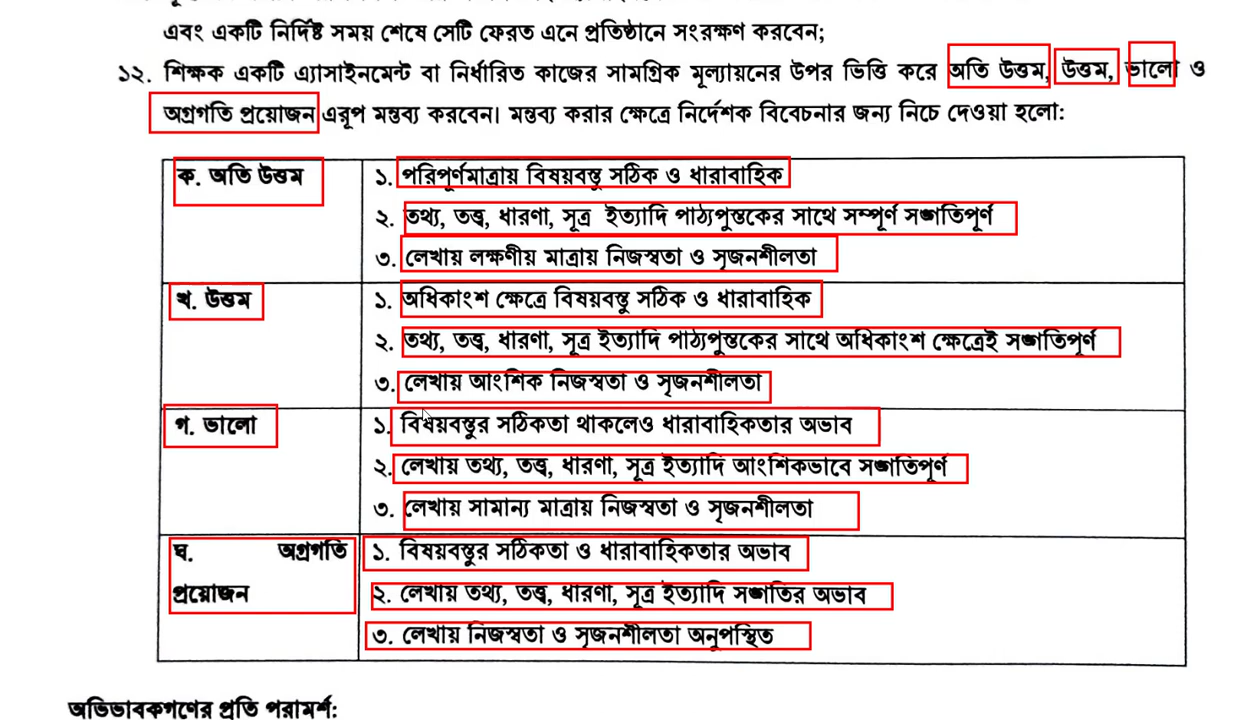 এবং একটি নির্দিষ্ট সময় শেষে সেটি ফেরত এনে প্রতিষ্ঠানে সংরক্ষণ করবেন;
১২. শিক্ষক একটি এ্যাসাইনমেন্ট বা নির্ধারিত কাজের সামগ্রিক মূল্যায়নের উপর ভিত্তি করে অতি উত্তম, উত্তম, ভালো ও
অগ্রগতি প্রয়োজন এরূপ মন্তব্য করবেন। মন্তব্য করার ক্ষেত্রে নির্দেশক বিবেচনার জন্য নিচে দেওয়া হলো:
ক. অতি উত্তম
১. পরিপূর্ণমাত্রায় বিষয়বস্তু সঠিক ও ধারাবাহিক
২. তথ্য, তত্ত্ব, ধারণা, সূত্র ইত্যাদি পাঠ্যপুস্তকের সাথে সম্পূর্ণ সঙ্গতিপূর্ণ
৩. লেখায় লক্ষণীয় মাত্রায় নিজস্বতা ও সৃজনশীলতা
খ. উত্তম
১. অধিকাংশ ক্ষেত্রে বিষয়বস্তু সঠিক ও ধারাবাহিক
২. তথ্য, তত্ত্ব, ধারণা, সূত্র ইত্যাদি পাঠ্যপুস্তকের সাথে অধিকাংশ ক্ষেত্রেই সঙ্গতিপূর্ণ
৩. লেখায় আংশিক নিজস্বতা ও সৃজনশীলতা
গ. ভালো
১. বিষয়বস্তুর সঠিকতা থাকলেও ধারাবাহিকতার অভাব
২. লেখায় তথ্য, তত্ত্ব, ধারণা, সূত্র ইত্যাদি আংশিকভাবে সঙ্গতিপূর্ণ
৩. লেখায় সামান্য মাত্রায় নিজস্বতা ও সৃজনশীলতা
ঘ. অগ্রগতি
প্রয়োজন
১. বিষয়বস্তুর সঠিকতা ও ধারাবাহিকতার অভাব
২. লেখায় তথ্য, তত্ত্ব, ধারণা, সূত্র ইত্যাদি সঙ্গতির অভাব
৩. লেখায় নিজস্বতা ও সৃজনশীলতা অনুপস্থিত
অভিভাবকগণের প্রতি পরামর্শ: